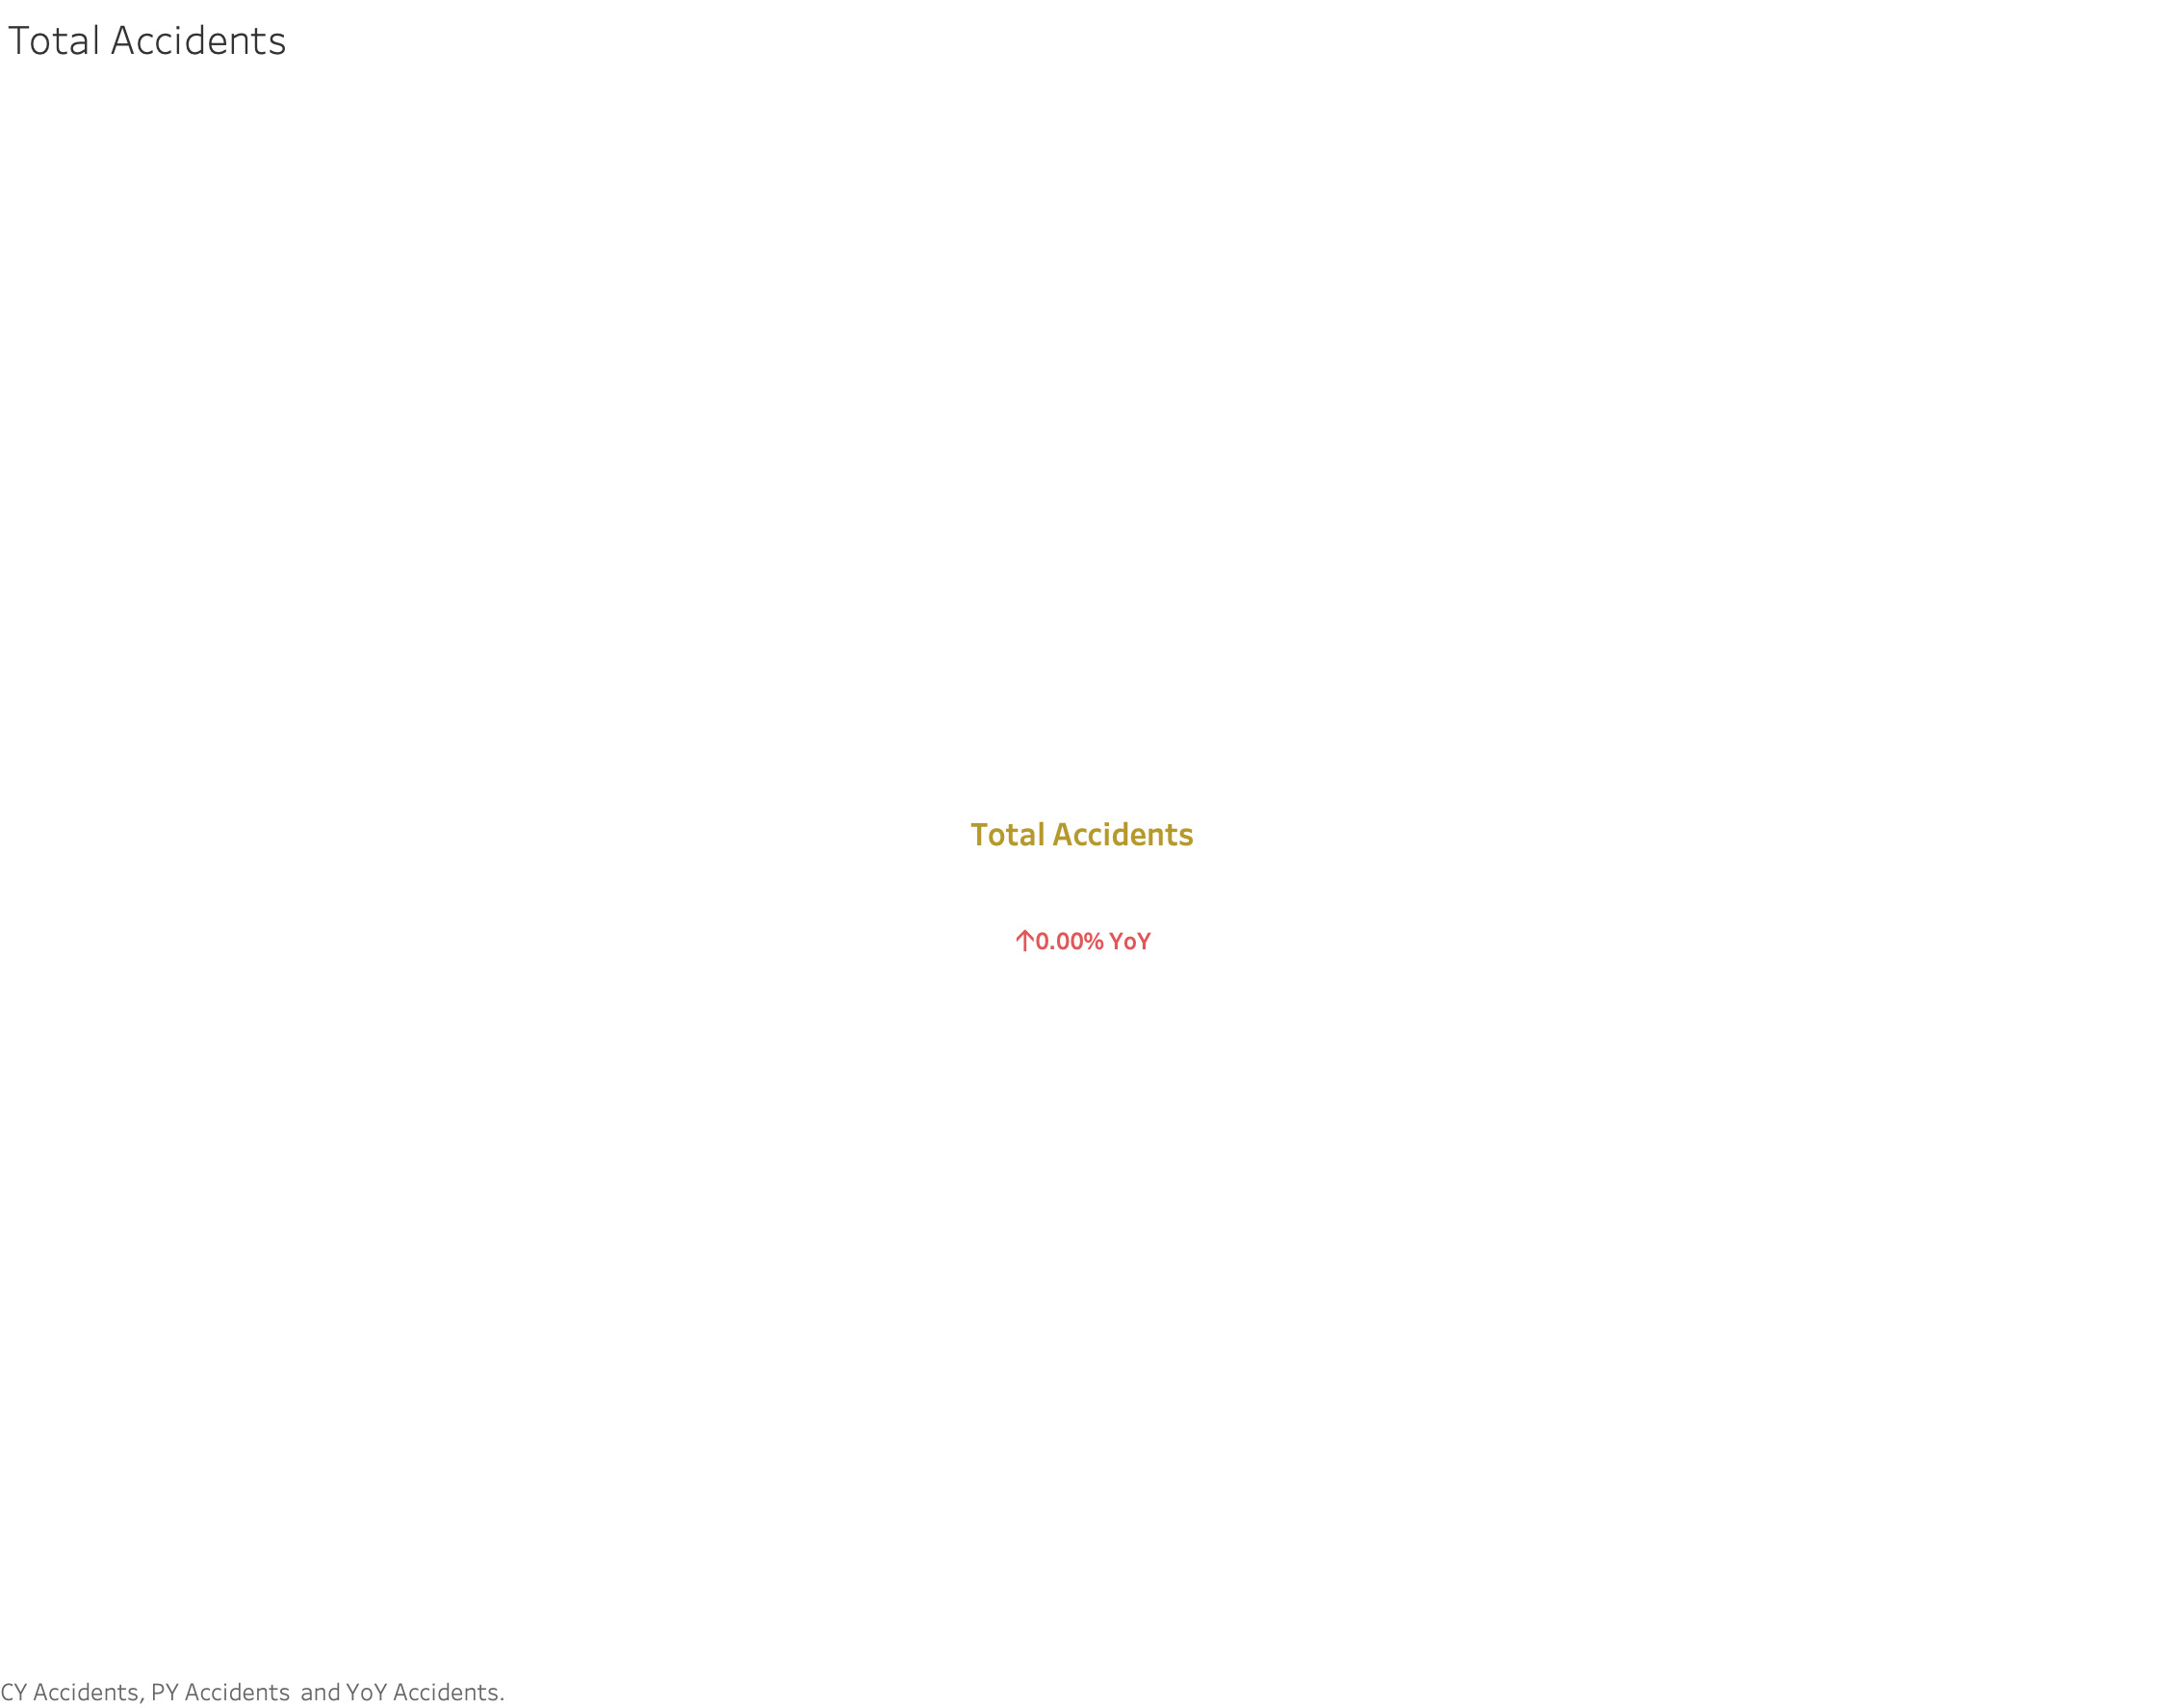 Total Accidents
Total Accidents
↑0.00% YoY
CY Accidents, PY Accidents  and YoY Accidents.